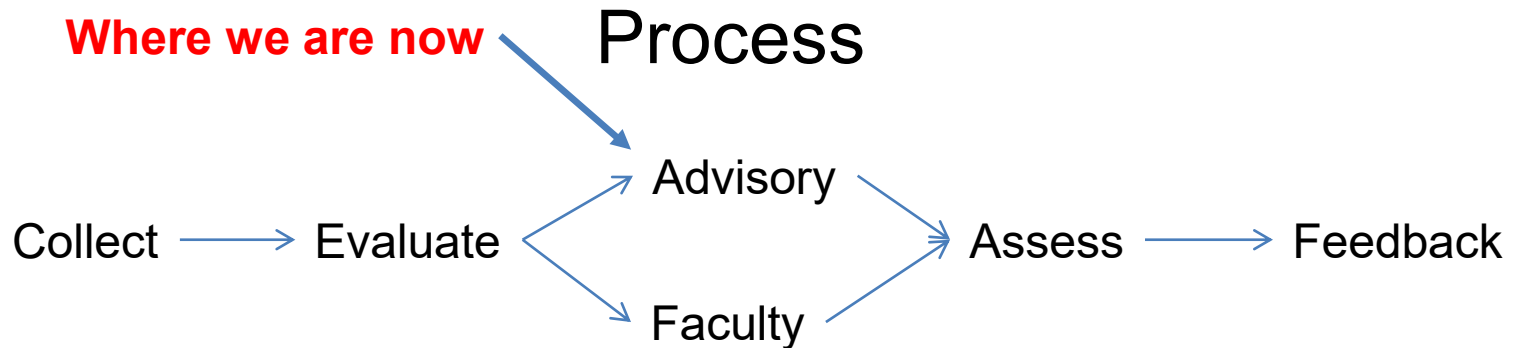 Where we are now
Process
Advisory
Collect
Evaluate
Assess
Feedback
Faculty